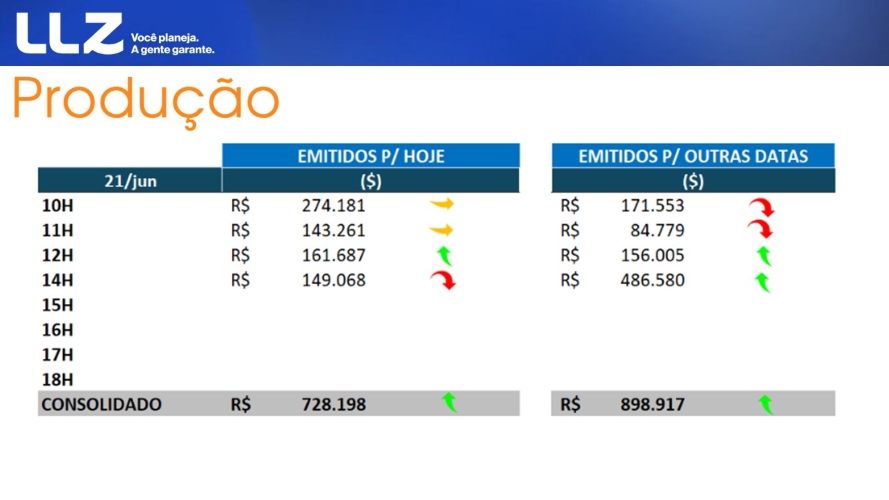 LLZ
Você planeja.
A gente garante.
Produção
EMITIDOS P/ HOJE EMITIDOS P/ OUTRAS DATAS
21/jun ($) ($)
10H R$ 274.181 R$ 171.553
11H R$ 143.261 R$ 84.779
12H R$ 161.687 R$ 156.005
14H R$ 149.068 R$ 486.580
15H
16H
17H
18H
CONSOLIDADO R$ 728.198 R$ 898.917